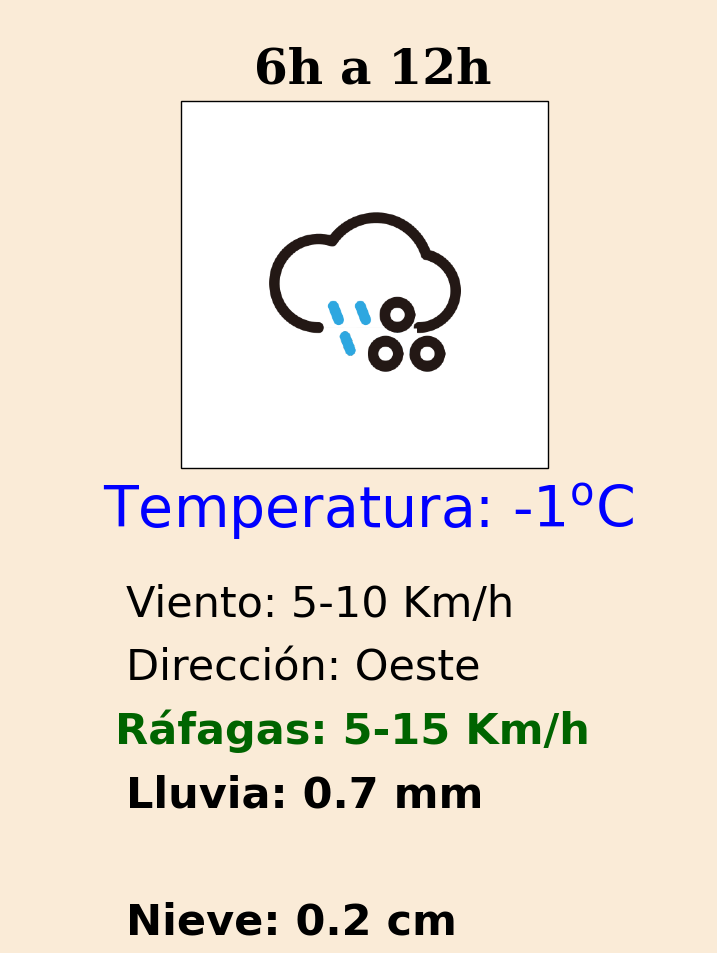 6h a 12h
Temperatura: -1ºC
Viento: 5-10 Km/h
Dirección: Oeste
Ráfagas: 5-15 Km/h
Lluvia: 0.7 mm
Nieve: 0.2 cm